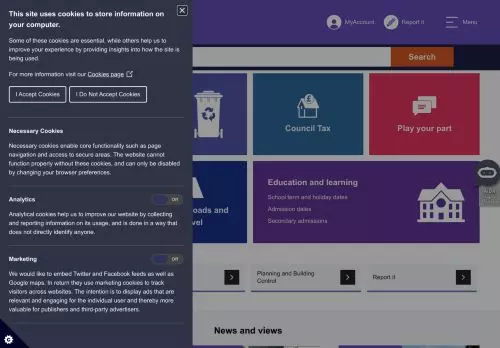 This site uses cookies to store information on
your computer.
Some of these cookies are essential, while others help us to
improve your experience by providing insights into how the site is
being used.
For more information visit our Cookies page
I Accept Cookies
I Do Not Accept Cookies
Necessary Cookies
Necessary cookies enable core functionality such as page
navigation and access to secure areas. The website cannot
function properly without these cookies, and can only be disabled
by changing your browser preferences.
Analytics
Off
Analytical cookies help us to improve our website by collecting
and reporting information on its usage, and is done in a way that
does not directly identify anyone.
Marketing
Off
We would like to embed Twitter and Facebook feeds as well as
Google maps. In return they use marketing cookies to track
visitors across websites. The intention is to display ads that are
relevant and engaging for the individual user and thereby more
valuable for publishers and third-party advertisers.
MyAccount
Report it
Menu
Search
Council Tax
Play your part
oads and
vel
Education and learning
School term and holiday dates
Admission dates
Secondary admissions
Planning and Building
Control
Report it
News and views